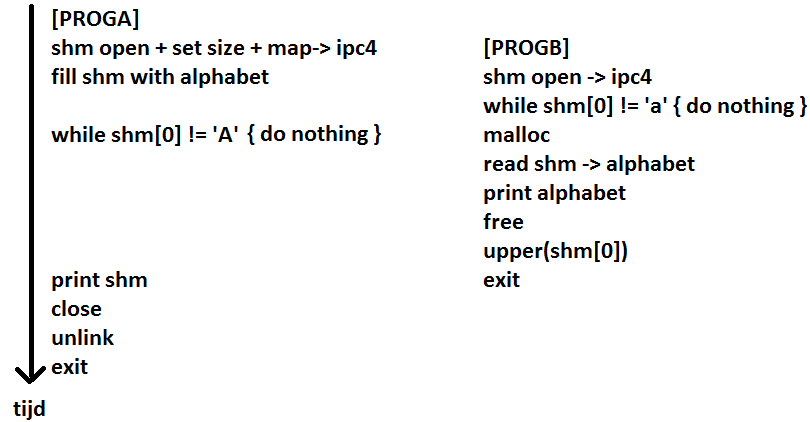 [PROGA]
shm open + set size + map-> ipc4
fill shm with alphabet
while shm[0] != 'A' { do nothing }
print shm
close
unlink
exit
tijd
[PROGB]
shm open -> ipc4
while shm[0] != 'a' { do nothing }
malloc
read shm -> alphabet
print alphabet
free
upper(shm[0])
exit